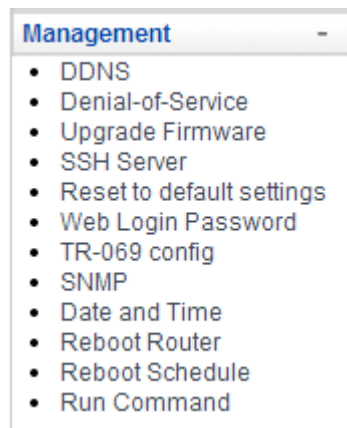 Management -
DDNS
Denial-of-Service
Upgrade Firmware
SSH Server
Reset to default settings
Web Login Password
TR-069 config
SNMP
Date and Time
Reboot Router
Reboot Schedule
Run Command